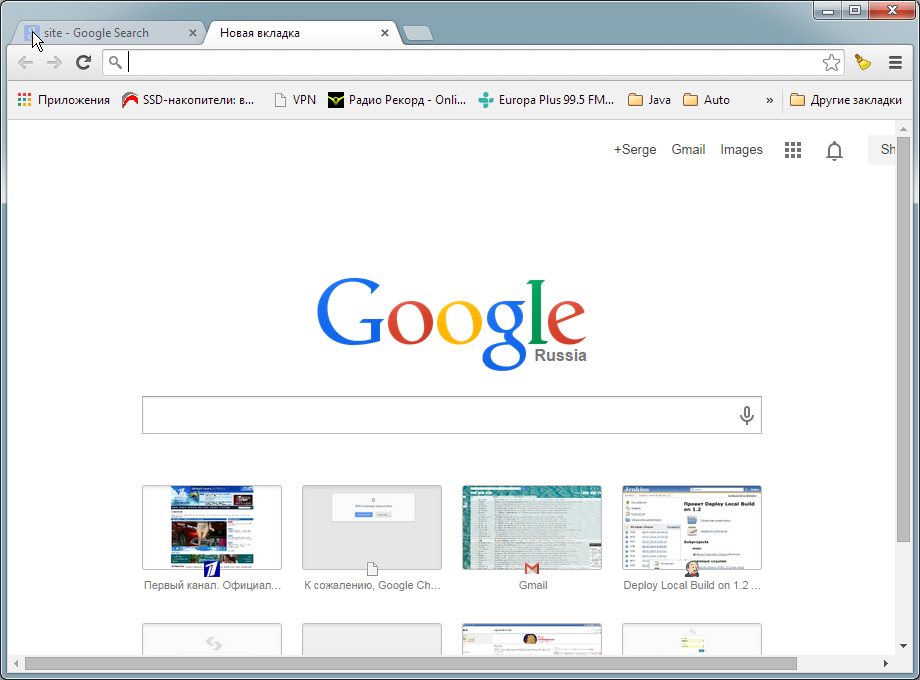 site - Google Search
Новая вкладка
Приложения
SSD-накопители: в...
VPN
Радио Рекорд - Onli...
Europa Plus 99.5 FM...
Java
Auto
»
Другие закладки
+Serge
Gmail
Images
Sh
Google
Russia
Jenkins
Проект Deploy Local Build
on 1.2
Subprojects
Первый канал. Официал...
К сожалению, Google Ch...
Gmail
Deploy Local Build on 1.2 ...